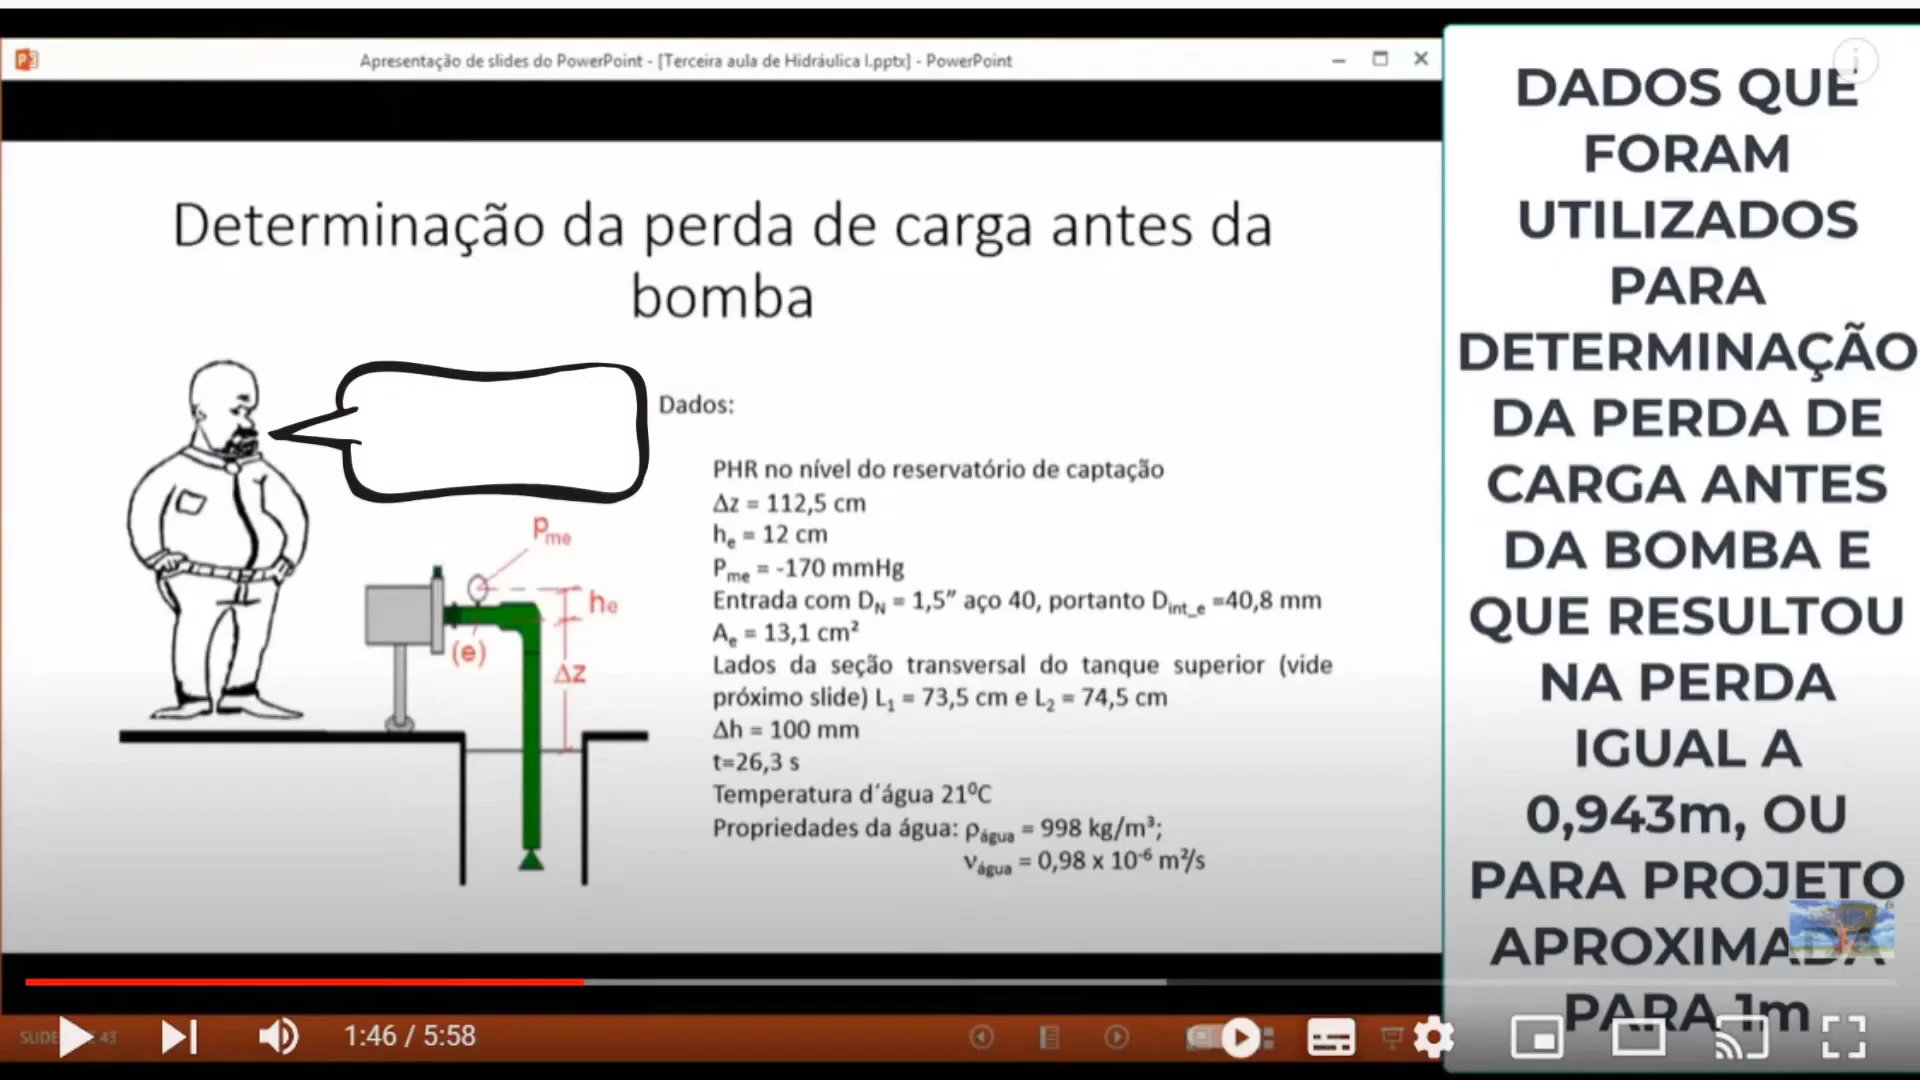 Apresentação de slides do PowerPoint - [Terceira aula de Hidráulica I.pptx] - PowerPoint
Determinação da perda de carga antes da
bomba
Dados:
PHR no nível do reservatório de captação
Δz = 112,5 cm
hₑ = 12 cm
Pme = -170 mmHg
Entrada com DN = 1,5” aço 40, portanto Dint_e =40,8 mm
Aₑ = 13,1 cm²
Lados da seção transversal do tanque superior (vide
próximo slide) L₁ = 73,5 cm e L₂ = 74,5 cm
Δh = 100 mm
t=26,3 s
Temperatura d´água 21⁰C
Propriedades da água: ρágua = 998 kg/m³;
νágua = 0,98 x 10⁻⁶ m²/s
Pme
he
(e)
Δz
DADOS QUE
FORAM
UTILIZADOS
PARA
DETERMINAÇÃO
DA PERDA DE
CARGA ANTES
DA BOMBA E
QUE RESULTOU
NA PERDA
IGUAL A
0,943m, OU
PARA PROJETO
APROXIMADA
PARA 1m
1:46 / 5:58
43